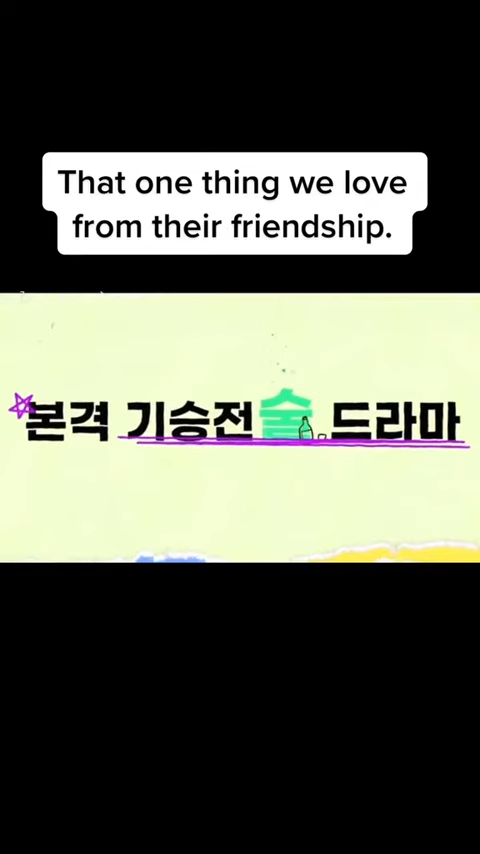 That one thing we love
from their friendship.
본격 기승전술 드라마